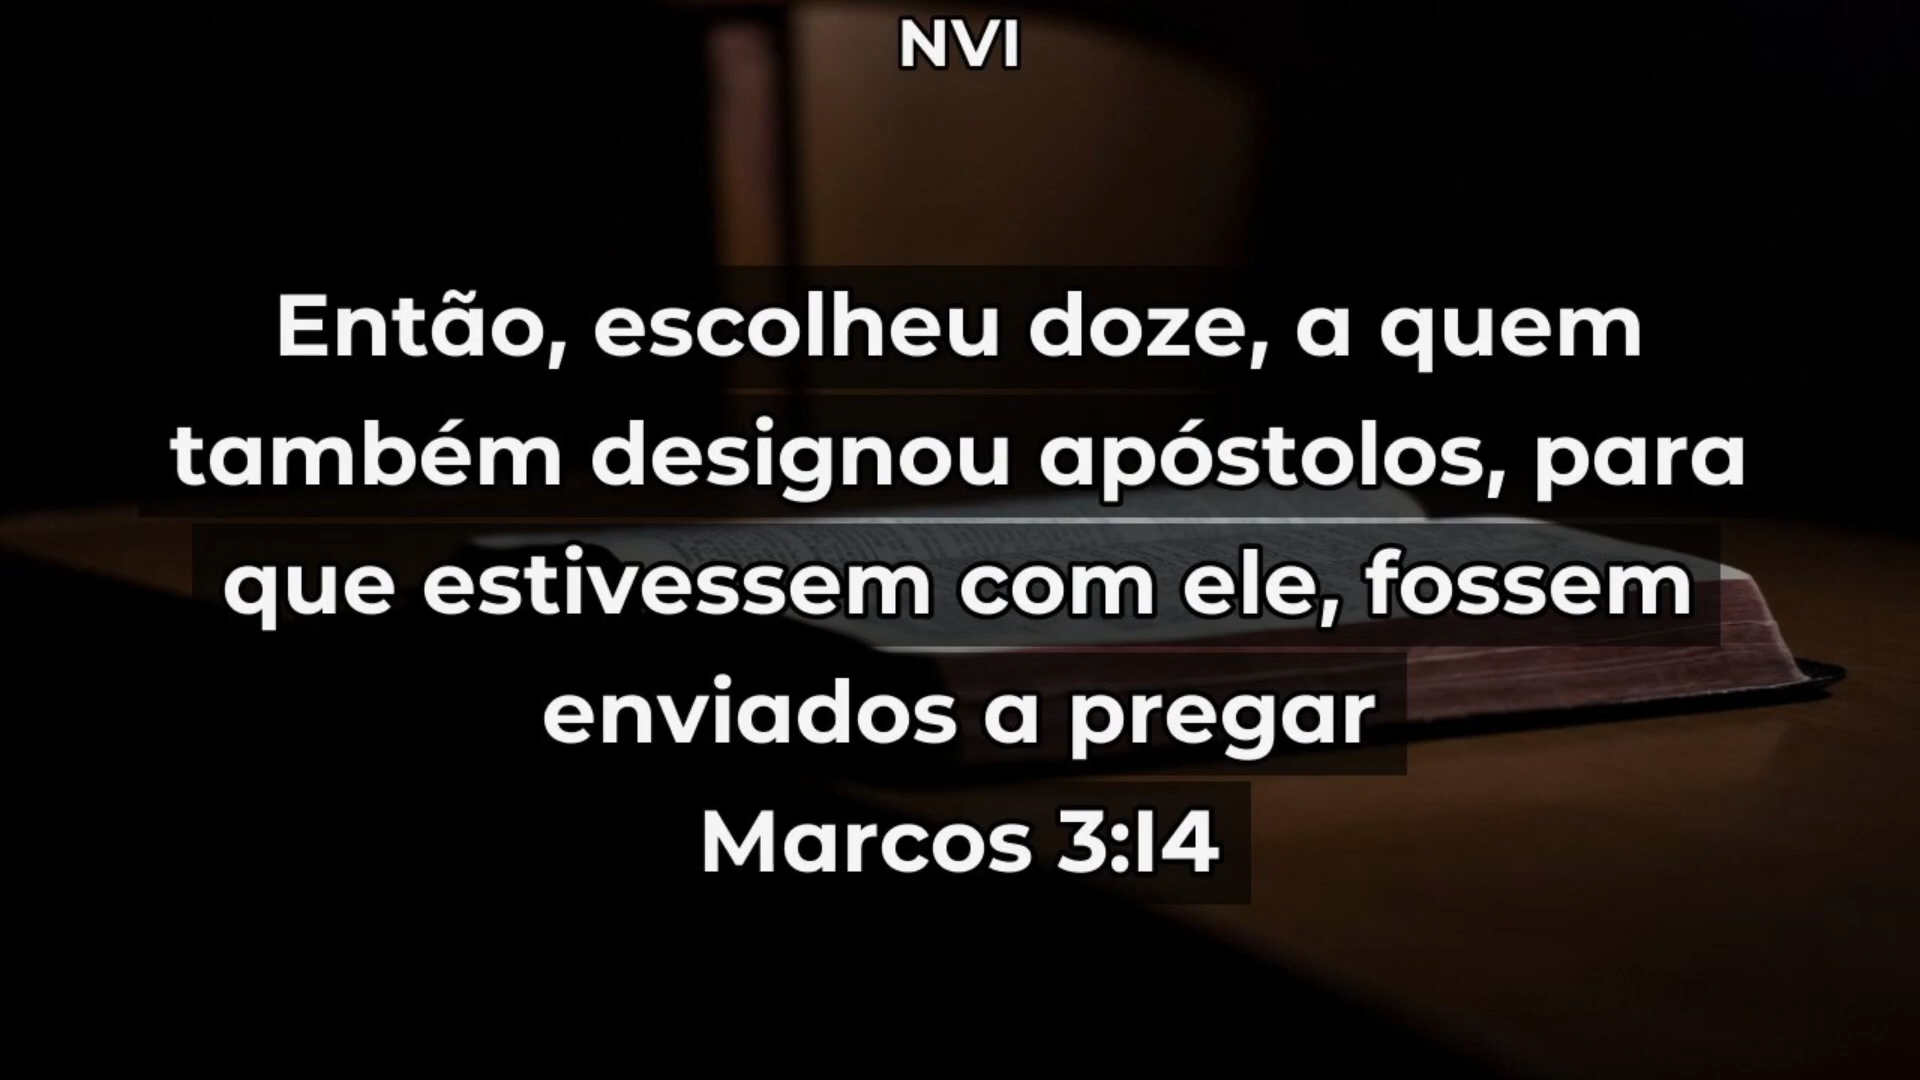 NVI
Então, escolheu doze, a quem
também designou apóstolos, para
que estivessem com ele, fossem
enviados a pregar
Marcos 3:14